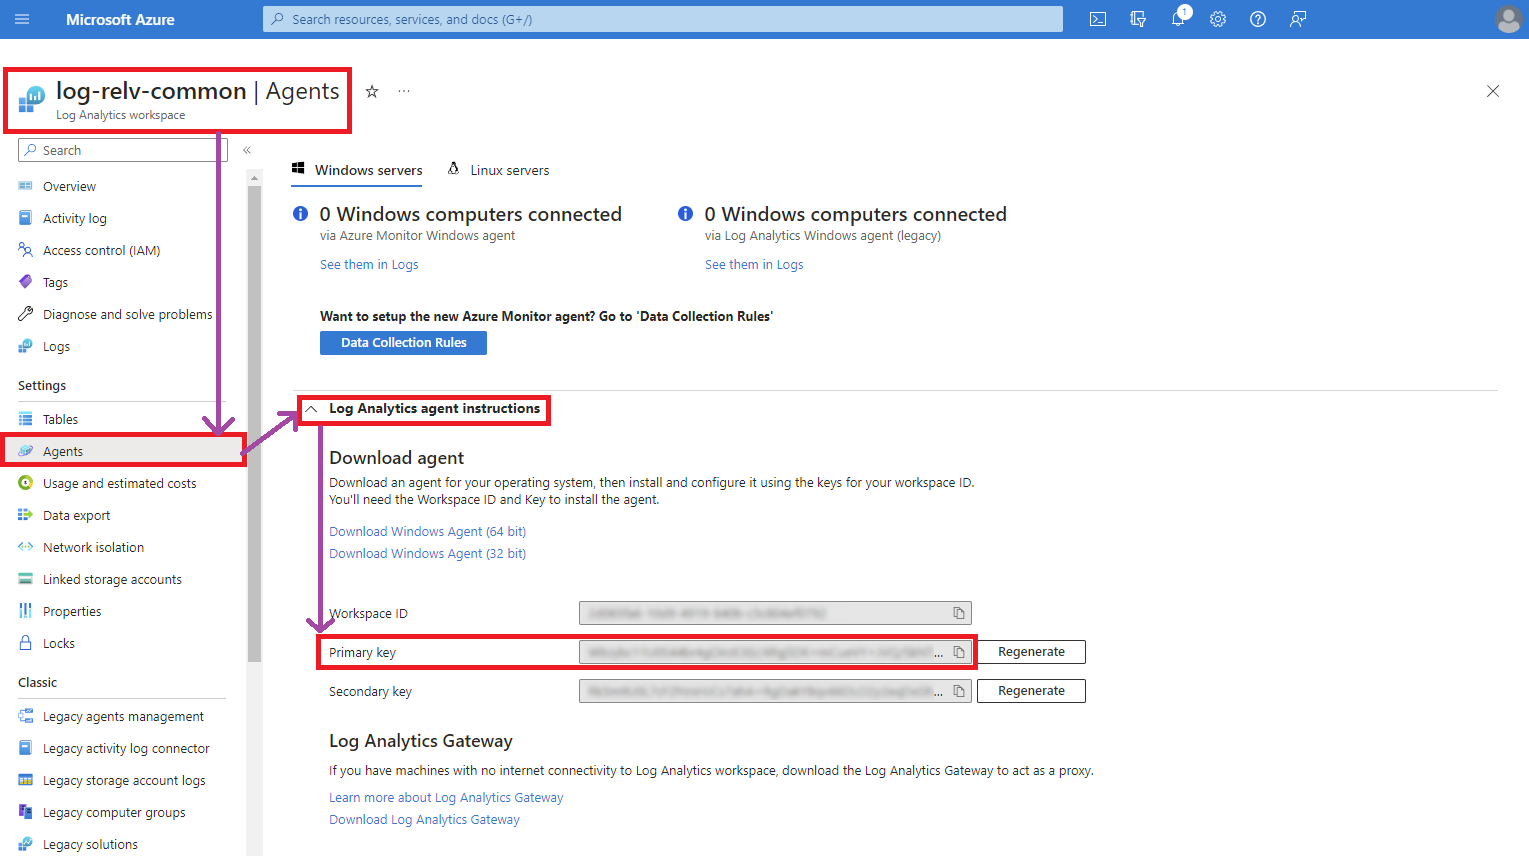 Microsoft Azure
Search resources, services, and docs (G+/)
1
log-relv-common | Agents
Log Analytics workspace
Search
Overview
Activity log
Access control (IAM)
Tags
Diagnose and solve problems
Logs
Settings
Tables
Agents
Usage and estimated costs
Data export
Network isolation
Linked storage accounts
Properties
Locks
Classic
Legacy agents management
Legacy activity log connector
Legacy storage account logs
Legacy computer groups
Legacy solutions
Windows servers
Linux servers
0 Windows computers connected
via Azure Monitor Windows agent
See them in Logs
0 Windows computers connected
via Log Analytics Windows agent (legacy)
See them in Logs
Want to setup the new Azure Monitor agent? Go to 'Data Collection Rules'
Data Collection Rules
Log Analytics agent instructions
Download agent
Download an agent for your operating system, then install and configure it using the keys for your workspace ID.
You'll need the Workspace ID and Key to install the agent.
Download Windows Agent (64 bit)
Download Windows Agent (32 bit)
Workspace ID
Primary key
... Regenerate
Secondary key
... Regenerate
Log Analytics Gateway
If you have machines with no internet connectivity to Log Analytics workspace, download the Log Analytics Gateway to act as a proxy.
Learn more about Log Analytics Gateway
Download Log Analytics Gateway